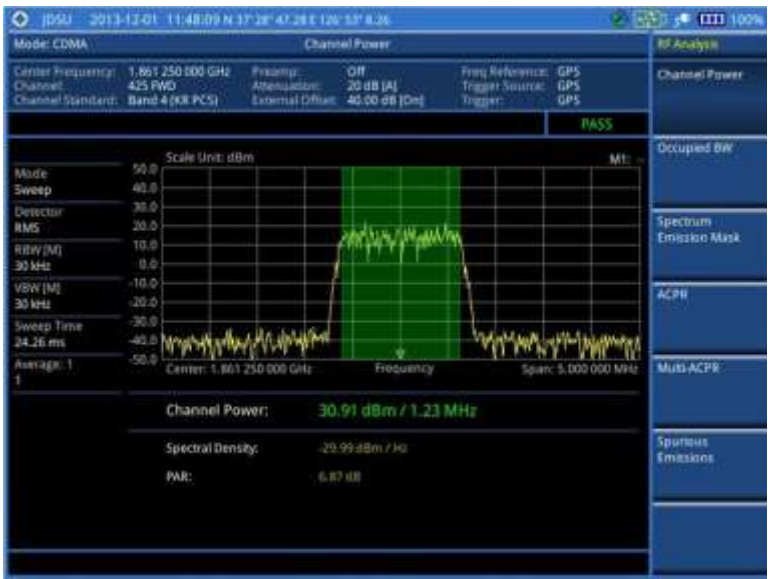 JDSU 2013-12-01 11:48:09 N 37° 28' 47.28 E 126° 53' 8.26 100%
Mode: CDMA Channel Power RF Analysis
Center Frequency: 1.861 250 000 GHz Preamp: Off Freq Reference: GPS
Channel: 425 FWD Attenuation: 20 dB [A] Trigger Source: GPS
Channel Standard: Band 4 (KR PCS) External Offset: 40.00 dB [On] Trigger: GPS
PASS
Channel Power
Occupied BW
Spectrum
Emission Mask
ACPR
Multi-ACPR
Spurious
Emissions
Mode
Sweep
Detector
RMS
RBW [M]
30 kHz
VBW [M]
30 kHz
Sweep Time
24.26 ms
Average: 1
1
Scale Unit: dBm M1: --
50.0
40.0
30.0
20.0
10.0
0.0
-10.0
-20.0
-30.0
-40.0
-50.0
Center: 1.861 250 000 GHz Frequency Span: 5.000 000 MHz
Channel Power: 30.91 dBm / 1.23 MHz
Spectral Density: -29.99 dBm / Hz
PAR: 6.87 dB